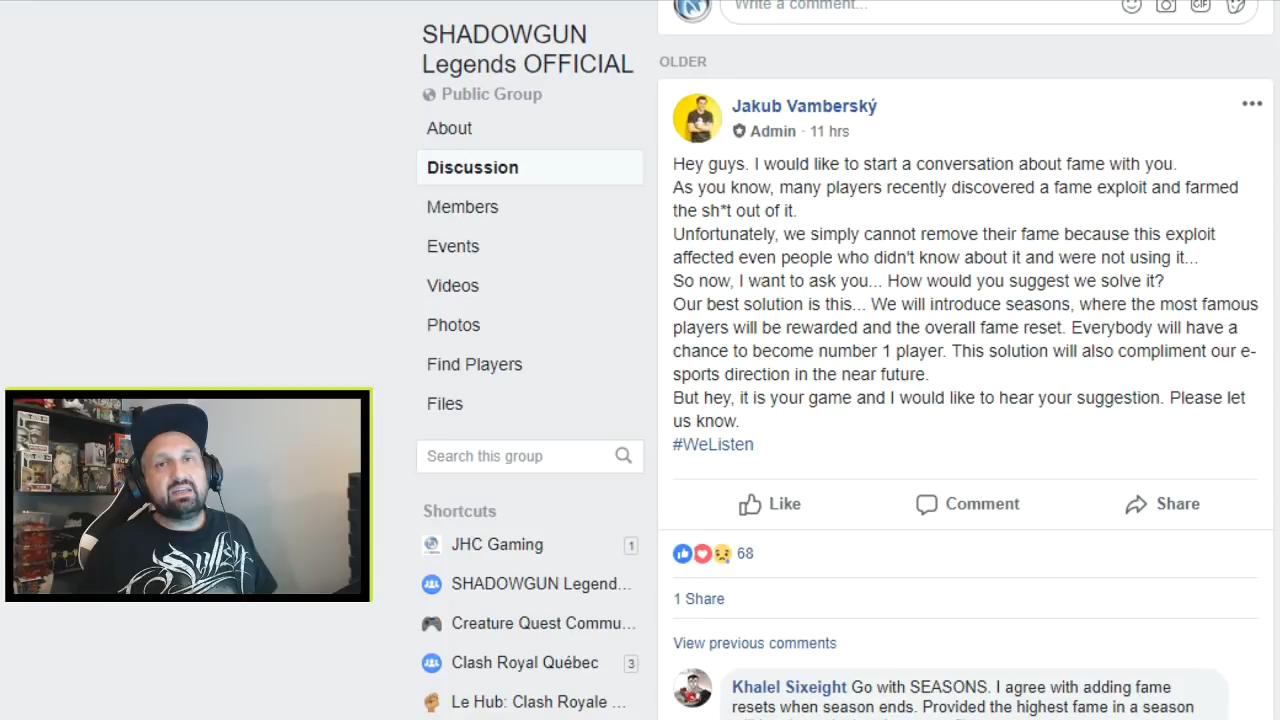 Write a comment...
SHADOWGUN
Legends OFFICIAL
Public Group
About
Discussion
Members
Events
Videos
Photos
Find Players
Files
Search this group
Shortcuts
JHC Gaming 1
SHADOWGUN Legend...
Creature Quest Commu...
Clash Royal Québec 3
Le Hub: Clash Royale ...
OLDER
Jakub Vamberský
Admin · 11 hrs
Hey guys. I would like to start a conversation about fame with you.
As you know, many players recently discovered a fame exploit and farmed
the sh*t out of it.
Unfortunately, we simply cannot remove their fame because this exploit
affected even people who didn't know about it and were not using it...
So now, I want to ask you... How would you suggest we solve it?
Our best solution is this... We will introduce seasons, where the most famous
players will be rewarded and the overall fame reset. Everybody will have a
chance to become number 1 player. This solution will also compliment our e-
sports direction in the near future.
But hey, it is your game and I would like to hear your suggestion. Please let
us know.
#WeListen
Like Comment Share
68
1 Share
View previous comments
Khalel Sixeight Go with SEASONS. I agree with adding fame
resets when season ends. Provided the highest fame in a season